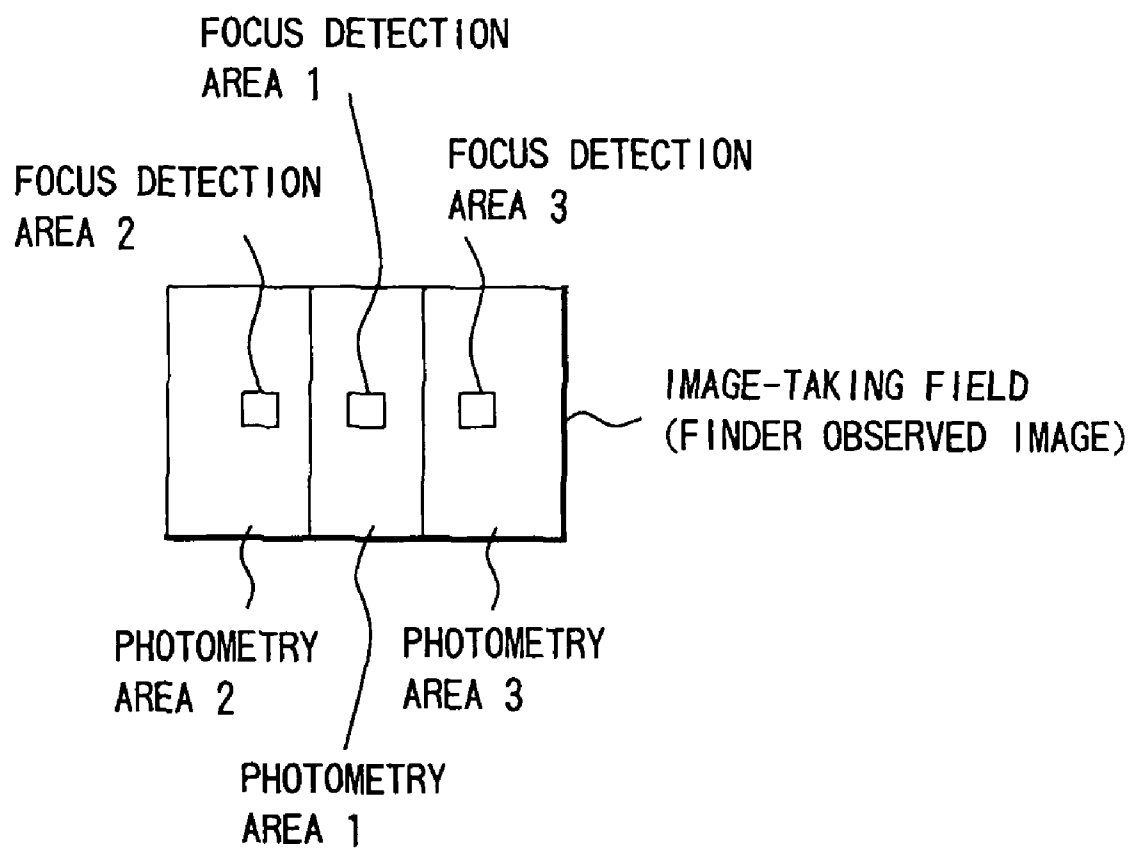 FOCUS DETECTION
AREA 1
FOCUS DETECTION
AREA 3
FOCUS DETECTION
AREA 2
IMAGE-TAKING FIELD
(FINDER OBSERVED IMAGE)
PHOTOMETRY
AREA 2
PHOTOMETRY
AREA 3
PHOTOMETRY
AREA 1